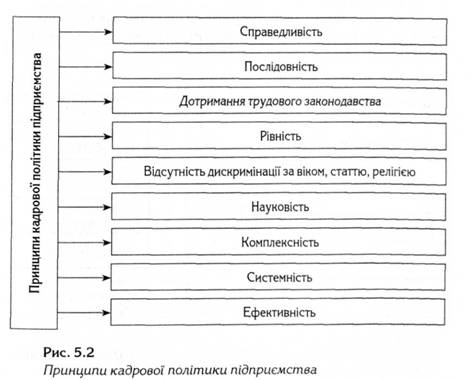 Принципи кадрової політики підприємства
Справедливість
Послідовність
Дотримання трудового законодавства
Рівність
Відсутність дискримінації за віком, статтю, релігією
Науковість
Комплексність
Системність
Ефективність
Рис. 5.2
Принципи кадрової політики підприємства